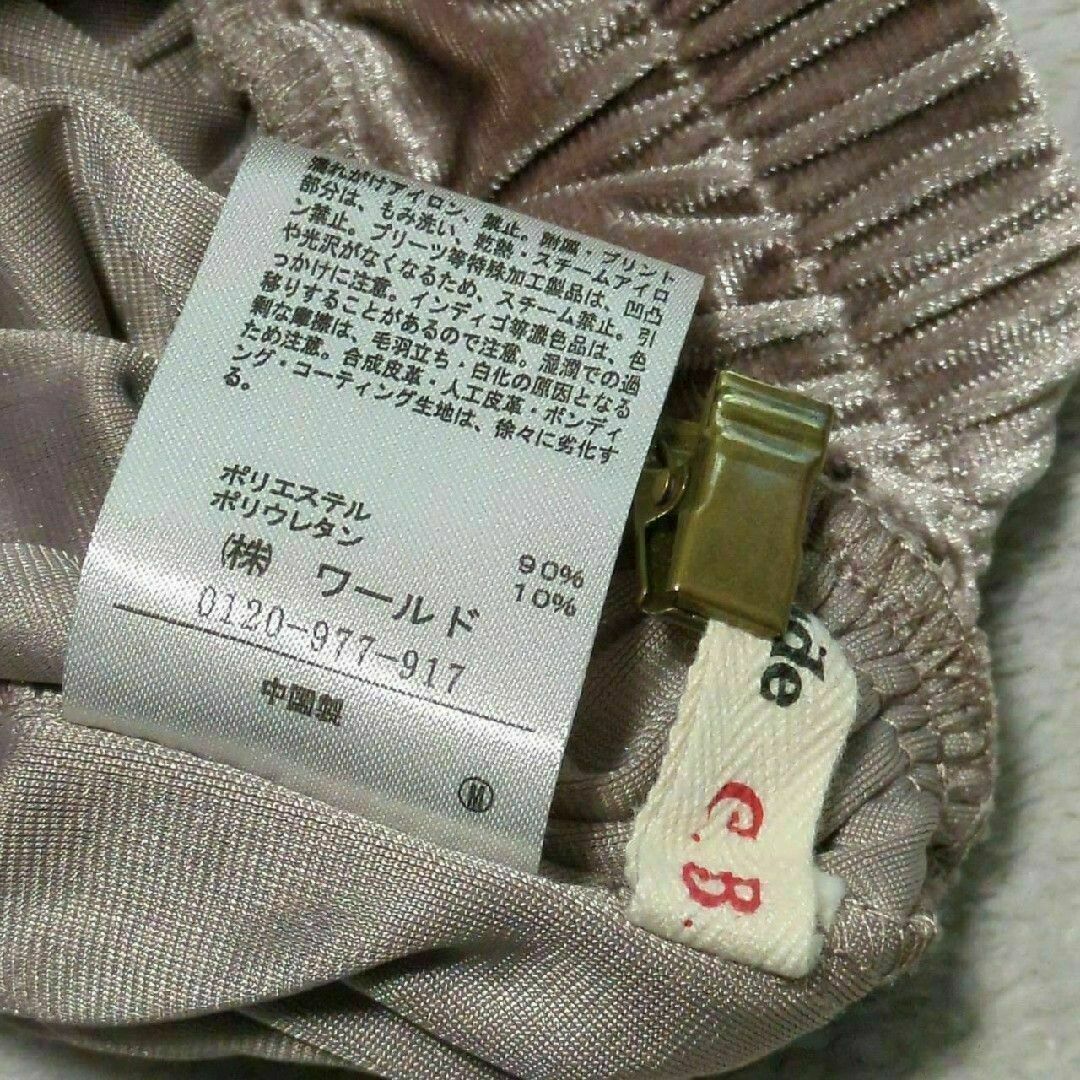 濡れがけアイロン、禁止。顔塗・プリント
部分は、もみ洗い、乾熱・スチームアイロ
ン禁止。プリーツ等特殊加工製品は、凹凸
や光沢がなくなるため、スチーム禁止。引
っかけに注意。インディゴ等濃色品は、色
移りすることがあるので注意。湿潤での過
剰な摩擦は、毛羽立ち・白化の原因となる
ため注意。合成皮革・人工皮革・ボンディ
ング・コーティング生地は、徐々に劣化す
る。
ポリエステル 90%
ポリウレタン 10%
(株) ワールド
0120-977-917
中国製
M
de
C.B.